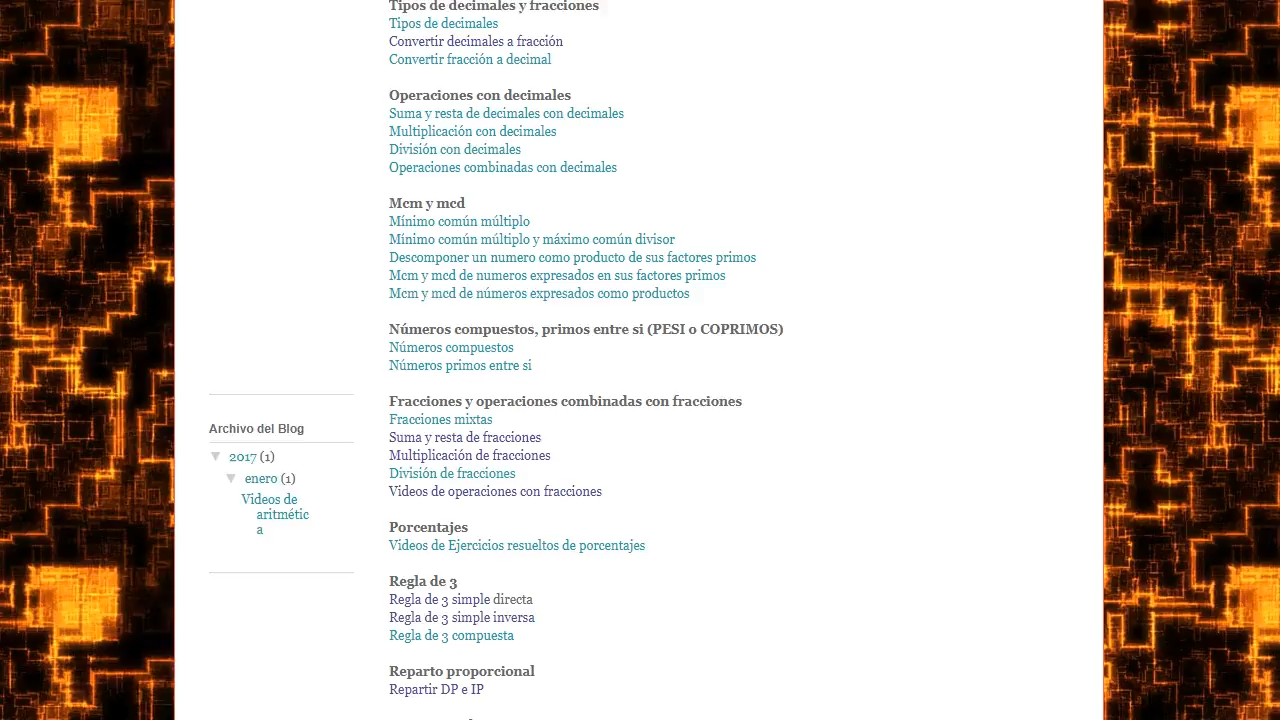 Tipos de decimales y fracciones
Tipos de decimales
Convertir decimales a fracción
Convertir fracción a decimal
Operaciones con decimales
Suma y resta de decimales con decimales
Multiplicación con decimales
División con decimales
Operaciones combinadas con decimales
Mcm y mcd
Mínimo común múltiplo
Mínimo común múltiplo y máximo común divisor
Descomponer un numero como producto de sus factores primos
Mcm y mcd de numeros expresados en sus factores primos
Mcm y mcd de números expresados como productos
Números compuestos, primos entre si (PESI o COPRIMOS)
Números compuestos
Números primos entre si
Fracciones y operaciones combinadas con fracciones
Fracciones mixtas
Suma y resta de fracciones
Multiplicación de fracciones
División de fracciones
Videos de operaciones con fracciones
Porcentajes
Videos de Ejercicios resueltos de porcentajes
Regla de 3
Regla de 3 simple directa
Regla de 3 simple inversa
Regla de 3 compuesta
Reparto proporcional
Repartir DP e IP
Archivo del Blog
▼ 2017 (1)
▼ enero (1)
Videos de
aritmétic
a